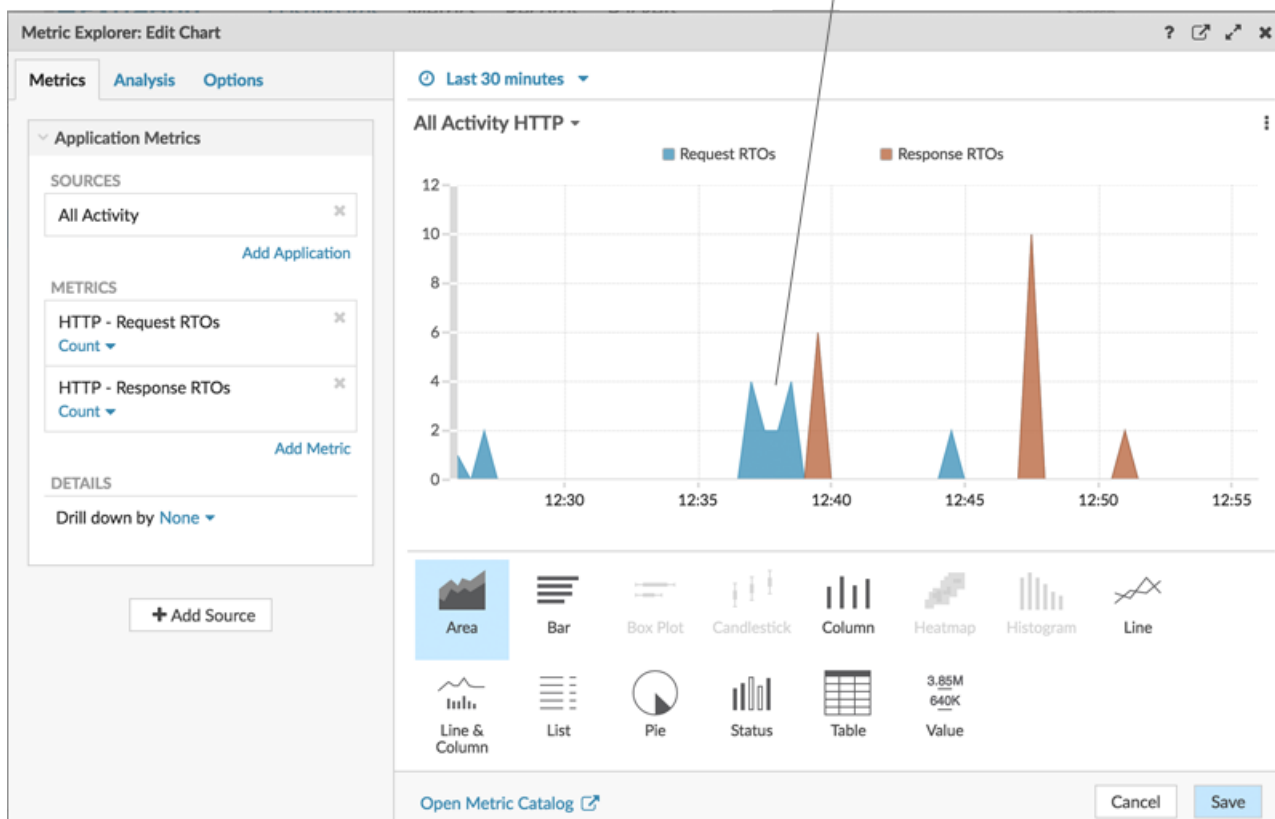 Metric Explorer: Edit Chart
?
Metrics Analysis Options
Application Metrics
SOURCES
All Activity
Add Application
METRICS
HTTP - Request RTOs
Count
HTTP - Response RTOs
Count
Add Metric
DETAILS
Drill down by None
+ Add Source
Last 30 minutes
All Activity HTTP
Request RTOs Response RTOs
12
10
8
6
4
2
0
12:30 12:35 12:40 12:45 12:50 12:55
Area Bar Box Plot Candlestick Column Heatmap Histogram Line
3.85M
640K
Line &
Column
List Pie Status Table Value
Open Metric Catalog
Cancel Save